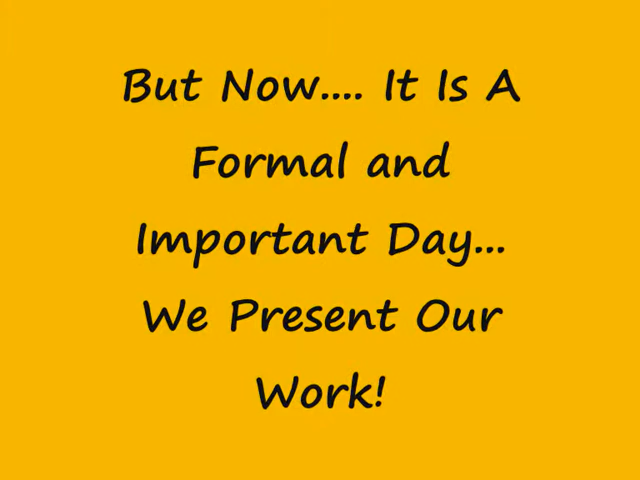 But Now.... It Is A
Formal and
Important Day...
We Present Our
Work!